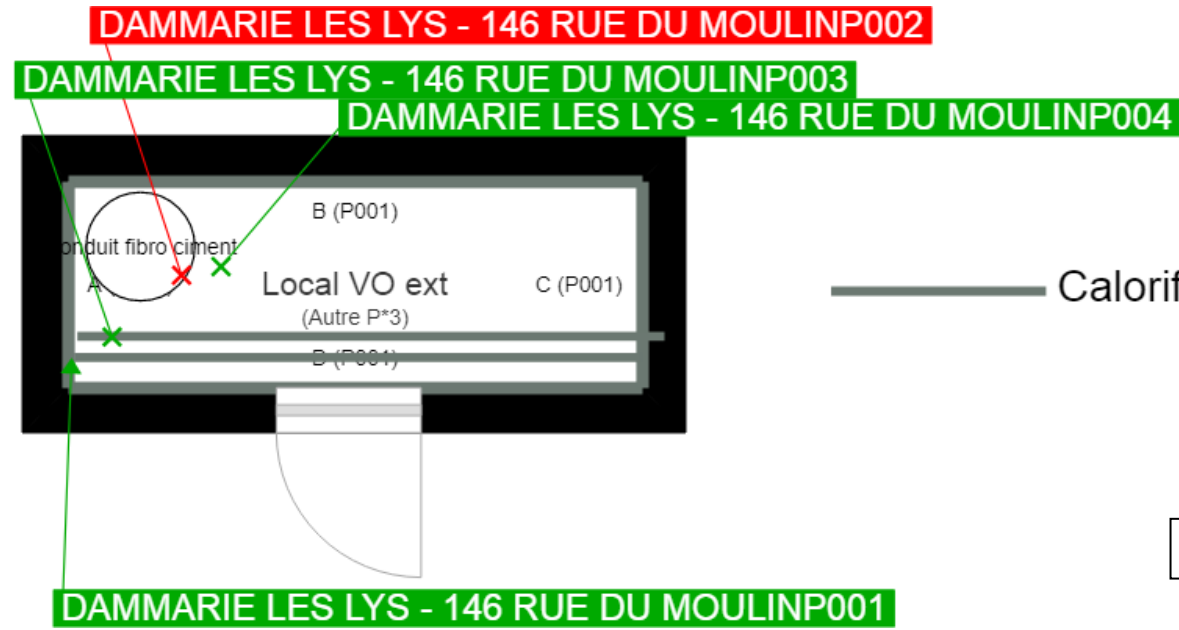 DAMMARIE LES LYS - 146 RUE DU MOULINP002
DAMMARIE LES LYS - 146 RUE DU MOULINP003
DAMMARIE LES LYS - 146 RUE DU MOULINP004
B (P001)
onduit fibro ciment
A
Local VO ext
C (P001)
Calorif
(Autre P*3)
D (P001)
DAMMARIE LES LYS - 146 RUE DU MOULINP001